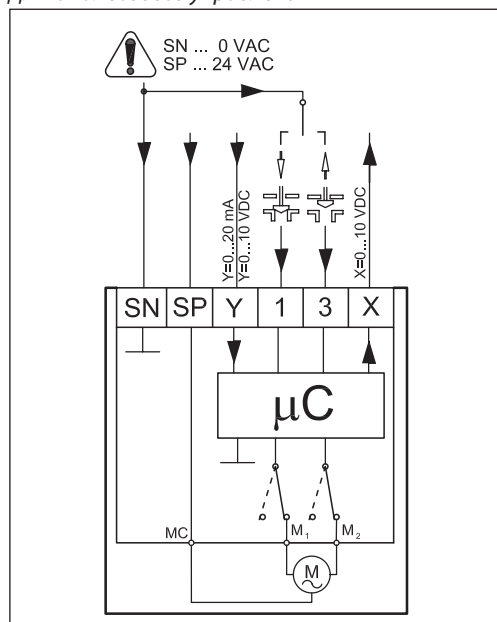 SN ... 0 VAC
SP ... 24 VAC
Y=0...20 mA
Y=0...10 VDC
X=0...10 VDC
SN SP Y 1 3 X
µC
MC
M₁
M₂
M